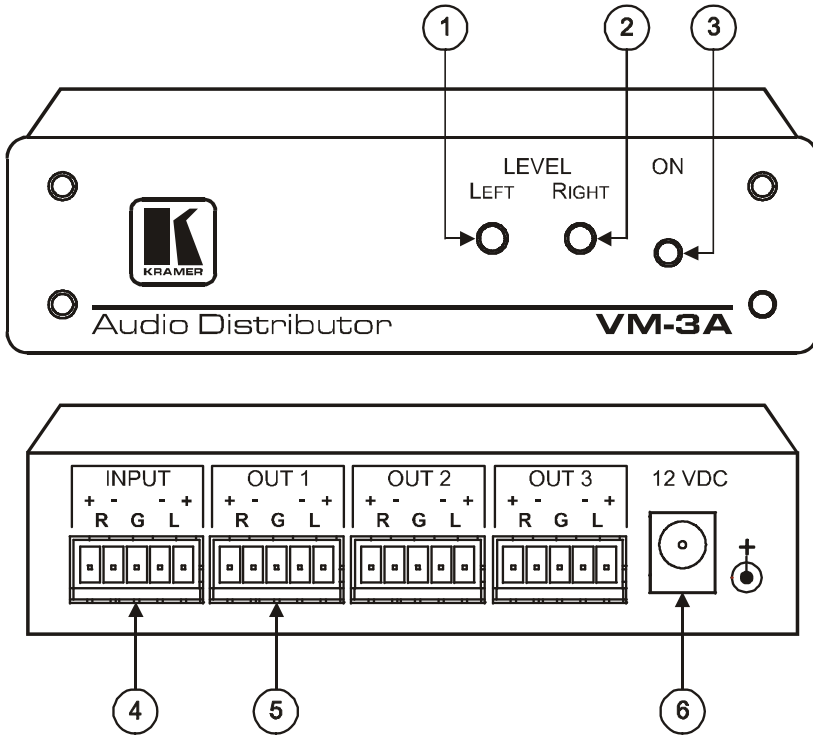 1 2 3
LEVEL ON
LEFT RIGHT
KRAMER
Audio Distributor VM-3A
INPUT OUT 1 OUT 2 OUT 3 12 VDC
+ - - + + - - + + - - + + - - +
R G L R G L R G L R G L
+
4 5 6